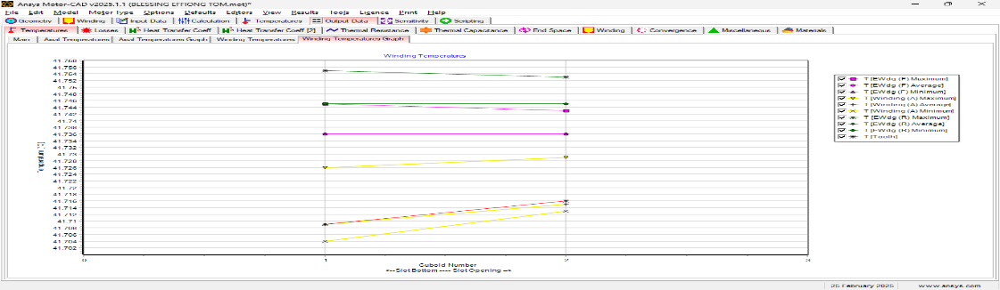 Ansys Motor-CAD v2025.1.1 (BLESSING EFFIONG TOM.mot)*
File Edit Model Motor Type Options Defaults Editors View Results Tools Licence Print Help
Geometry Winding Input Data Calculation Temperatures Output Data Sensitivity Scripting
Temperatures Losses Heat Transfer Coeff Heat Transfer Coeff [2] Thermal Resistance Thermal Capacitance End Space Winding Convergence Miscellaneous Materials
Main Axial Temperatures Axial Temperatures Graph Winding Temperatures Winding Temperatures Graph
Winding Temperatures
41.756
41.754
41.752
41.75
41.748
41.746
41.744
41.742
41.74
41.738
41.736
41.734
41.732
41.73
41.728
41.726
41.724
41.722
41.72
41.718
41.716
41.714
41.712
41.71
41.708
41.706
41.704
41.702
0 1 2 3
Cuboid Number
<--Slot Bottom ---- Slot Opening -->
T [EWdg (F) Maximum]
T [EWdg (F) Average]
T [EWdg (F) Minimum]
T [Winding (A) Maximum]
T [Winding (A) Average]
T [Winding (A) Minimum]
T [EWdg (R) Maximum]
T [EWdg (R) Average]
T [EWdg (R) Minimum]
T [Tooth]
25 February 2025 www.ansys.com